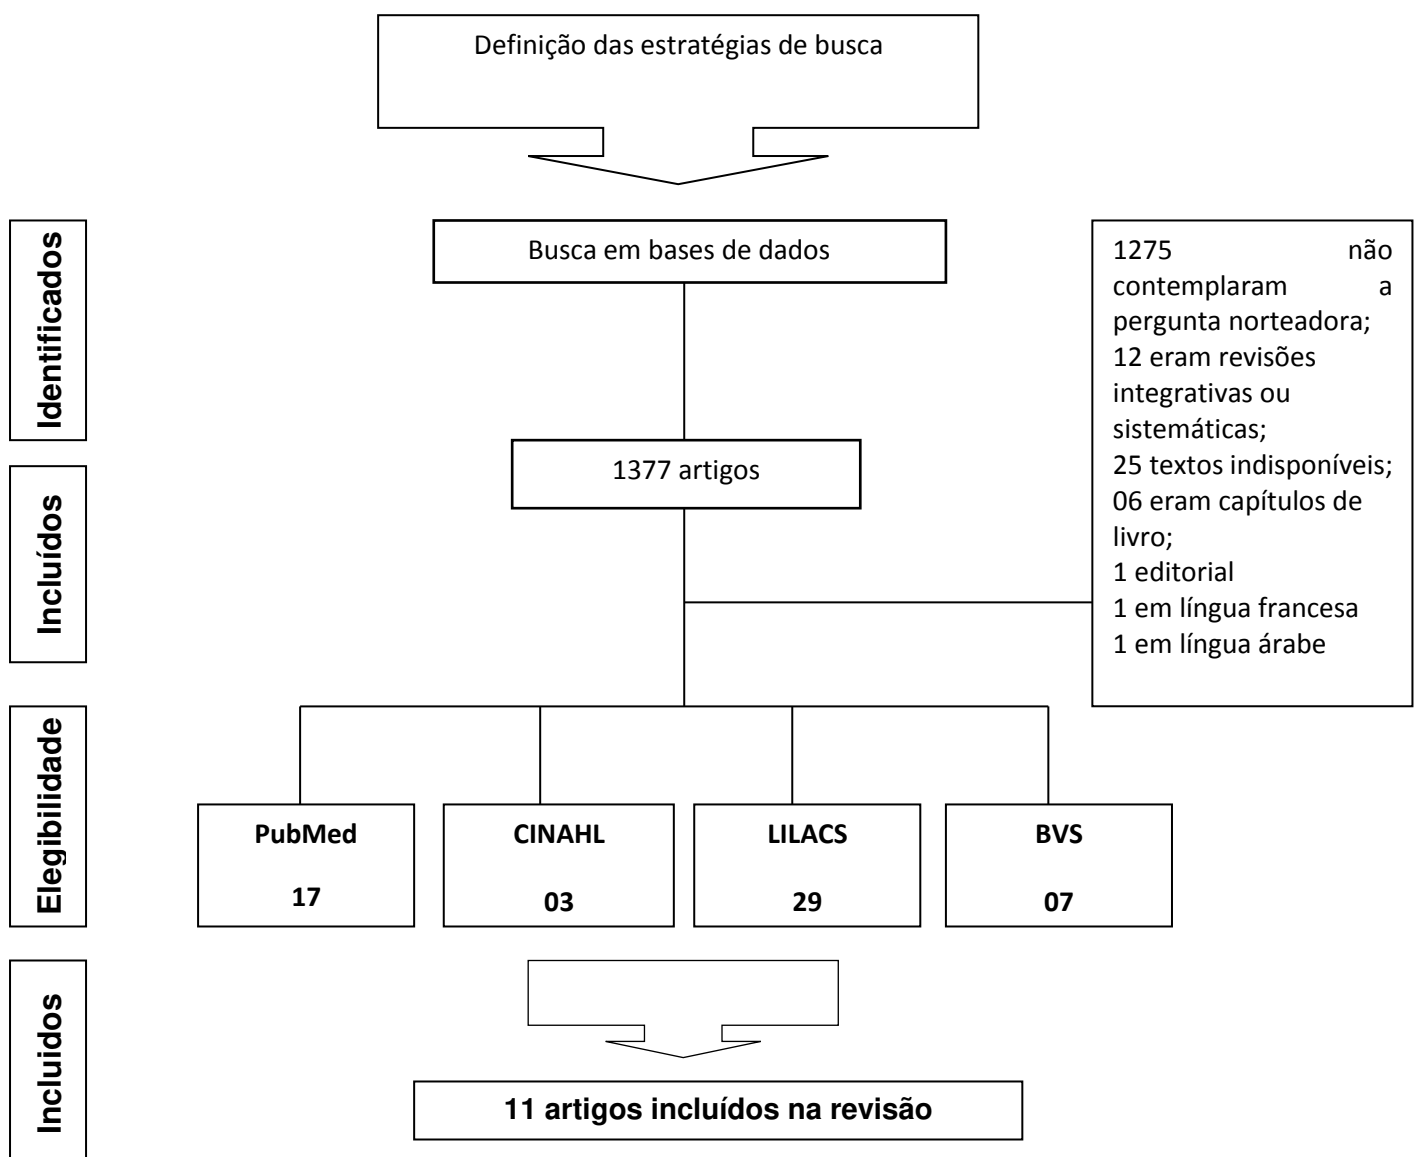 Definição das estratégias de busca
Identificados
Busca em bases de dados
1275 não
contemplaram a
pergunta norteadora;
12 eram revisões
integrativas ou
sistemáticas;
25 textos indisponíveis;
06 eram capítulos de
livro;
1 editorial
1 em língua francesa
1 em língua árabe
1377 artigos
Incluídos
Elegibilidade
PubMed
17
CINAHL
03
LILACS
29
BVS
07
Incluidos
11 artigos incluídos na revisão